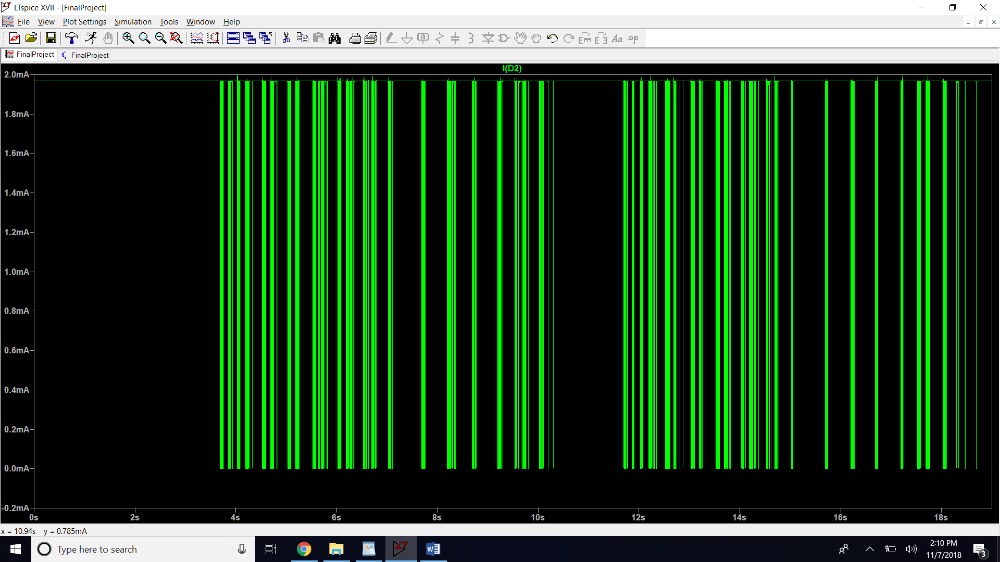 LTspice XVII - [FinalProject]
File View Plot Settings Simulation Tools Window Help
Aa .op
FinalProject FinalProject
I(D2)
2.0mA
1.8mA
1.6mA
1.4mA
1.2mA
1.0mA
0.8mA
0.6mA
0.4mA
0.2mA
0.0mA
-0.2mA
0s 2s 4s 6s 8s 10s 12s 14s 16s 18s
x = 10.94s y = 0.785mA
Type here to search
2:10 PM
11/7/2018
3